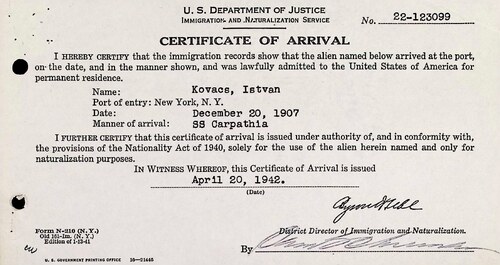 U. S. DEPARTMENT OF JUSTICE
IMMIGRATION AND NATURALIZATION SERVICE
No. 22-123099
CERTIFICATE OF ARRIVAL
I HEREBY CERTIFY that the immigration records show that the alien named below arrived at the port,
on the date, and in the manner shown, and was lawfully admitted to the United States of America for
permanent residence.
Name: Kovacs, Istvan
Port of entry: New York, N. Y.
Date: December 20, 1907
Manner of arrival: SS Carpathia
I FURTHER CERTIFY that this certificate of arrival is issued under authority of, and in conformity with,
the provisions of the Nationality Act of 1940, solely for the use of the alien herein named and only for
naturalization purposes.
IN WITNESS WHEREOF, this Certificate of Arrival is issued
April 20, 1942.
(Date)
District Director of Immigration and Naturalization.
By
Form N-210 (N. Y.)
Old 161-Im. (N. Y.)
Edition of 1-13-41
U. S. GOVERNMENT PRINTING OFFICE 16-21445